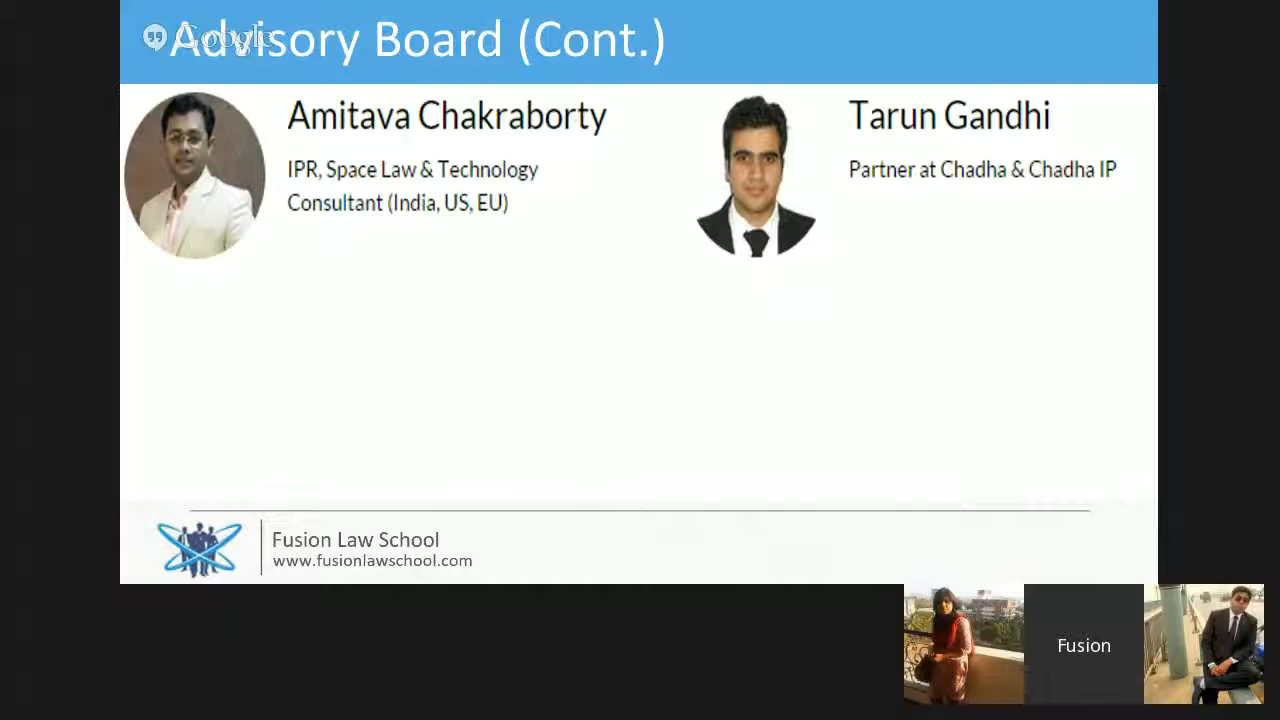 Advisory Board (Cont.)
Google
Amitava Chakraborty
IPR, Space Law & Technology
Consultant (India, US, EU)
Tarun Gandhi
Partner at Chadha & Chadha IP
Fusion Law School
www.fusionlawschool.com
Fusion